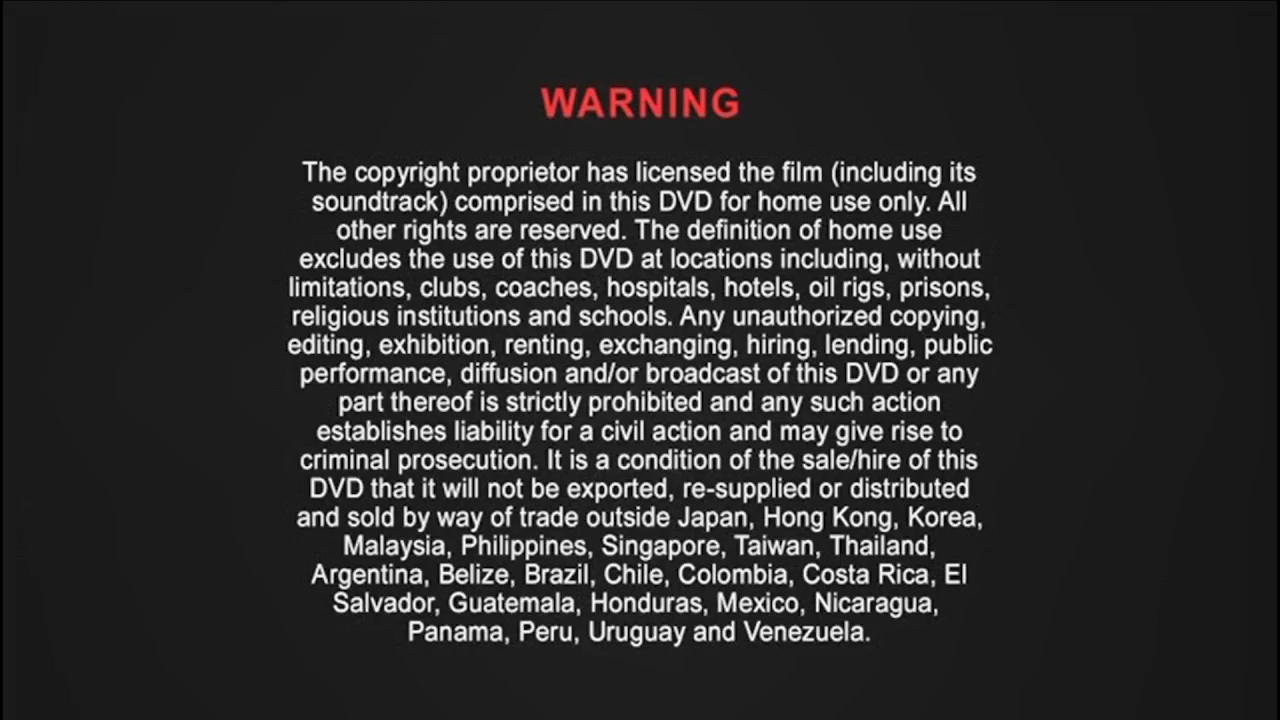 WARNING
The copyright proprietor has licensed the film (including its
soundtrack) comprised in this DVD for home use only. All
other rights are reserved. The definition of home use
excludes the use of this DVD at locations including, without
limitations, clubs, coaches, hospitals, hotels, oil rigs, prisons,
religious institutions and schools. Any unauthorized copying,
editing, exhibition, renting, exchanging, hiring, lending, public
performance, diffusion and/or broadcast of this DVD or any
part thereof is strictly prohibited and any such action
establishes liability for a civil action and may give rise to
criminal prosecution. It is a condition of the sale/hire of this
DVD that it will not be exported, re-supplied or distributed
and sold by way of trade outside Japan, Hong Kong, Korea,
Malaysia, Philippines, Singapore, Taiwan, Thailand,
Argentina, Belize, Brazil, Chile, Colombia, Costa Rica, El
Salvador, Guatemala, Honduras, Mexico, Nicaragua,
Panama, Peru, Uruguay and Venezuela.